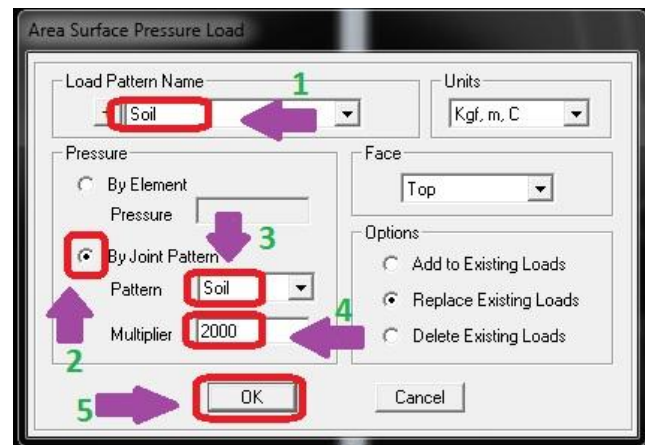 Area Surface Pressure Load
Load Pattern Name
1
Units
+ Soil
Kgf, m, C
Pressure
Face
By Element
Top
Pressure
3
Options
By Joint Pattern
Add to Existing Loads
Pattern Soil
Replace Existing Loads
4
Multiplier 2000
Delete Existing Loads
2
OK
Cancel
5